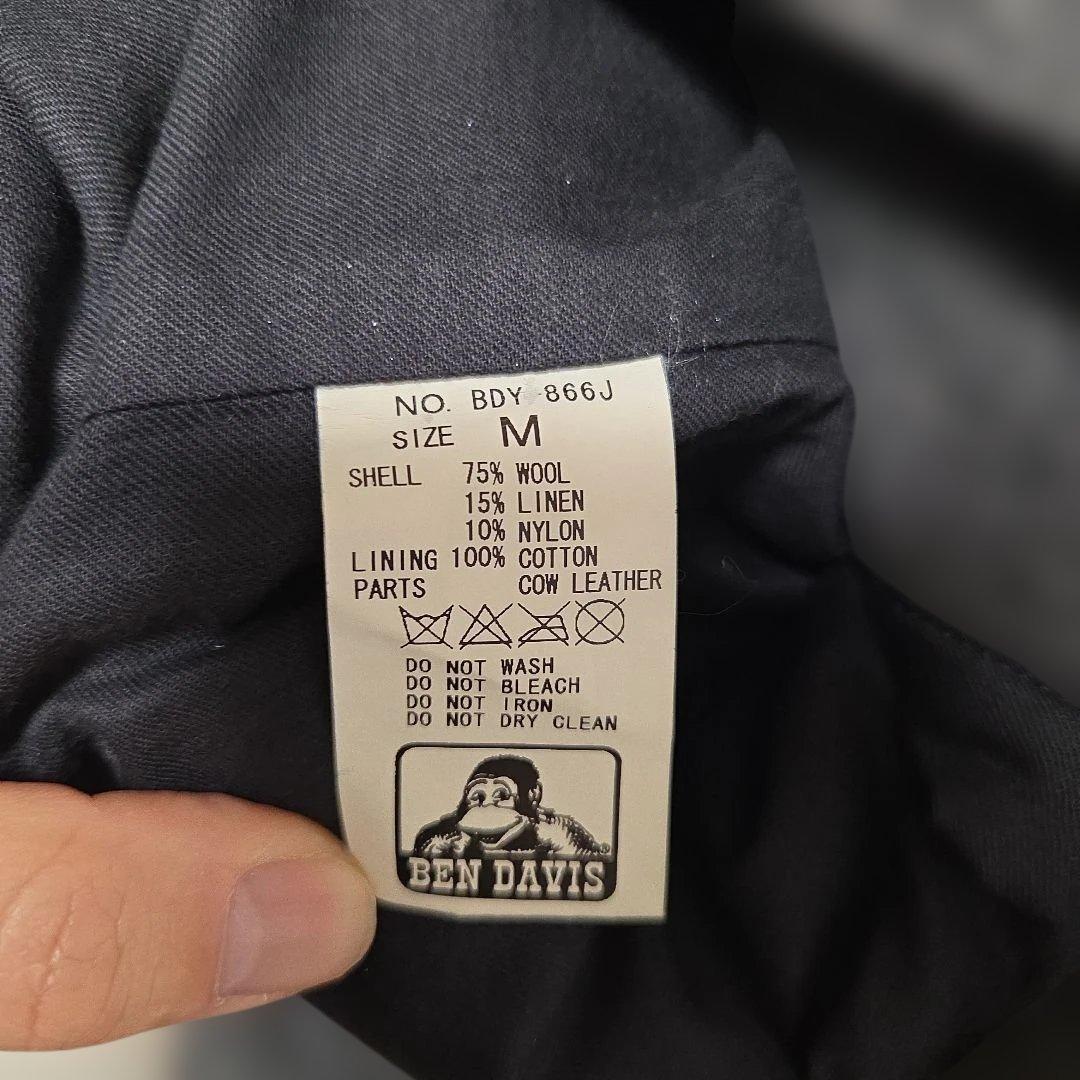 NO. BDY-866J
SIZE M
SHELL 75% WOOL
15% LINEN
10% NYLON
LINING 100% COTTON
PARTS COW LEATHER
DO NOT WASH
DO NOT BLEACH
DO NOT IRON
DO NOT DRY CLEAN
BEN DAVIS